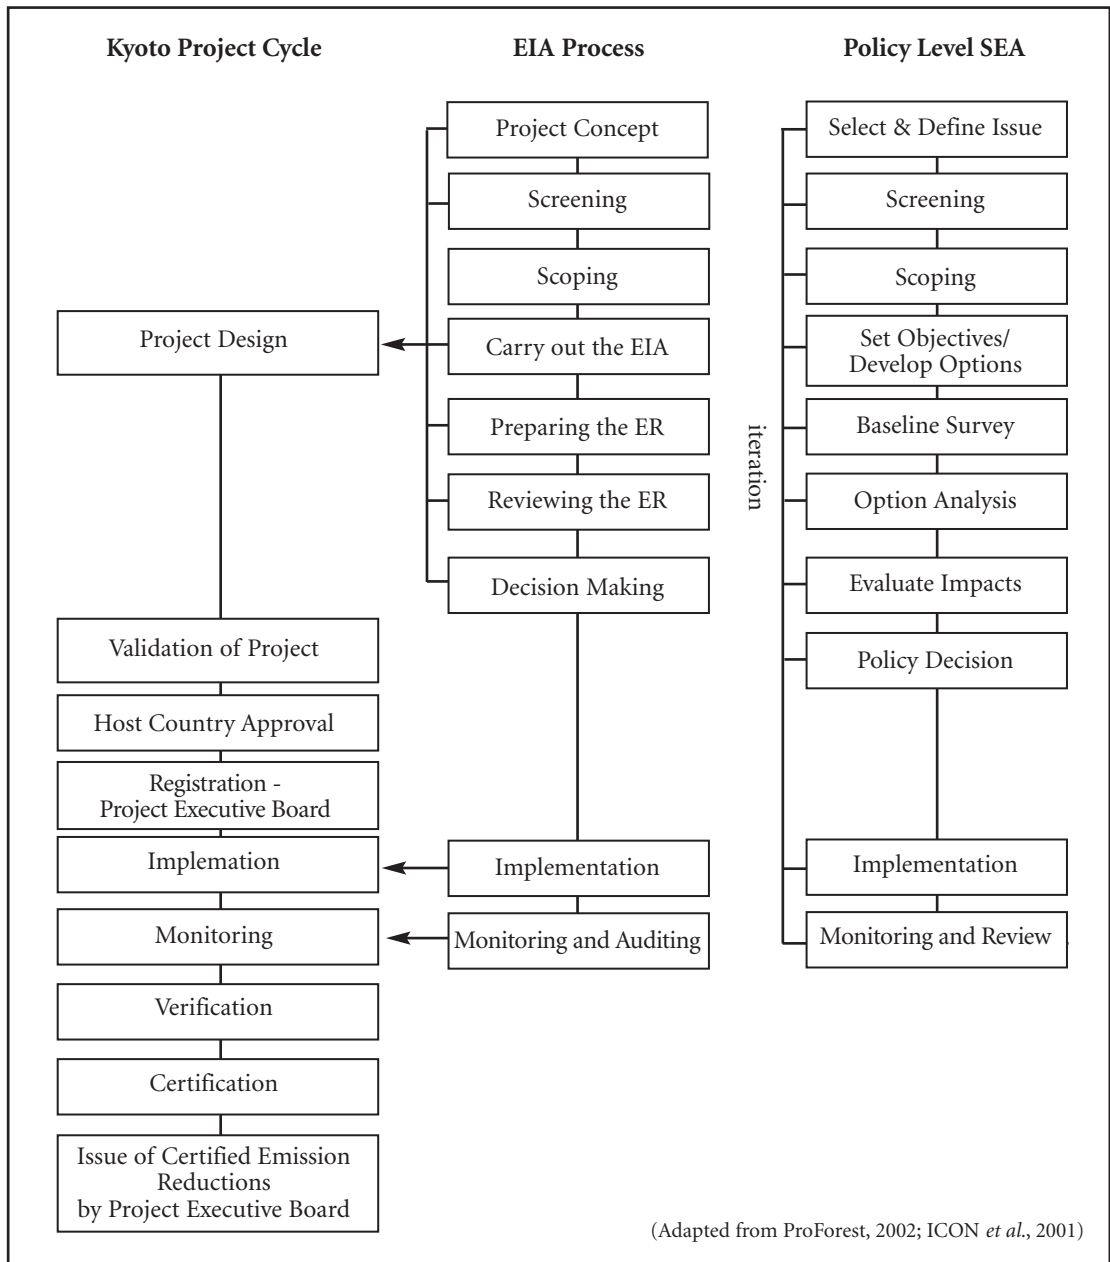 Kyoto Project Cycle
EIA Process
Policy Level SEA
Project Design
Validation of Project
Host Country Approval
Registration -
Project Executive Board
Implemation
Monitoring
Verification
Certification
Issue of Certified Emission
Reductions
by Project Executive Board
Project Concept
Screening
Scoping
Carry out the EIA
Preparing the ER
Reviewing the ER
Decision Making
Implementation
Monitoring and Auditing
iteration
Select & Define Issue
Screening
Scoping
Set Objectives/
Develop Options
Baseline Survey
Option Analysis
Evaluate Impacts
Policy Decision
Implementation
Monitoring and Review
(Adapted from ProForest, 2002; ICON et al., 2001)